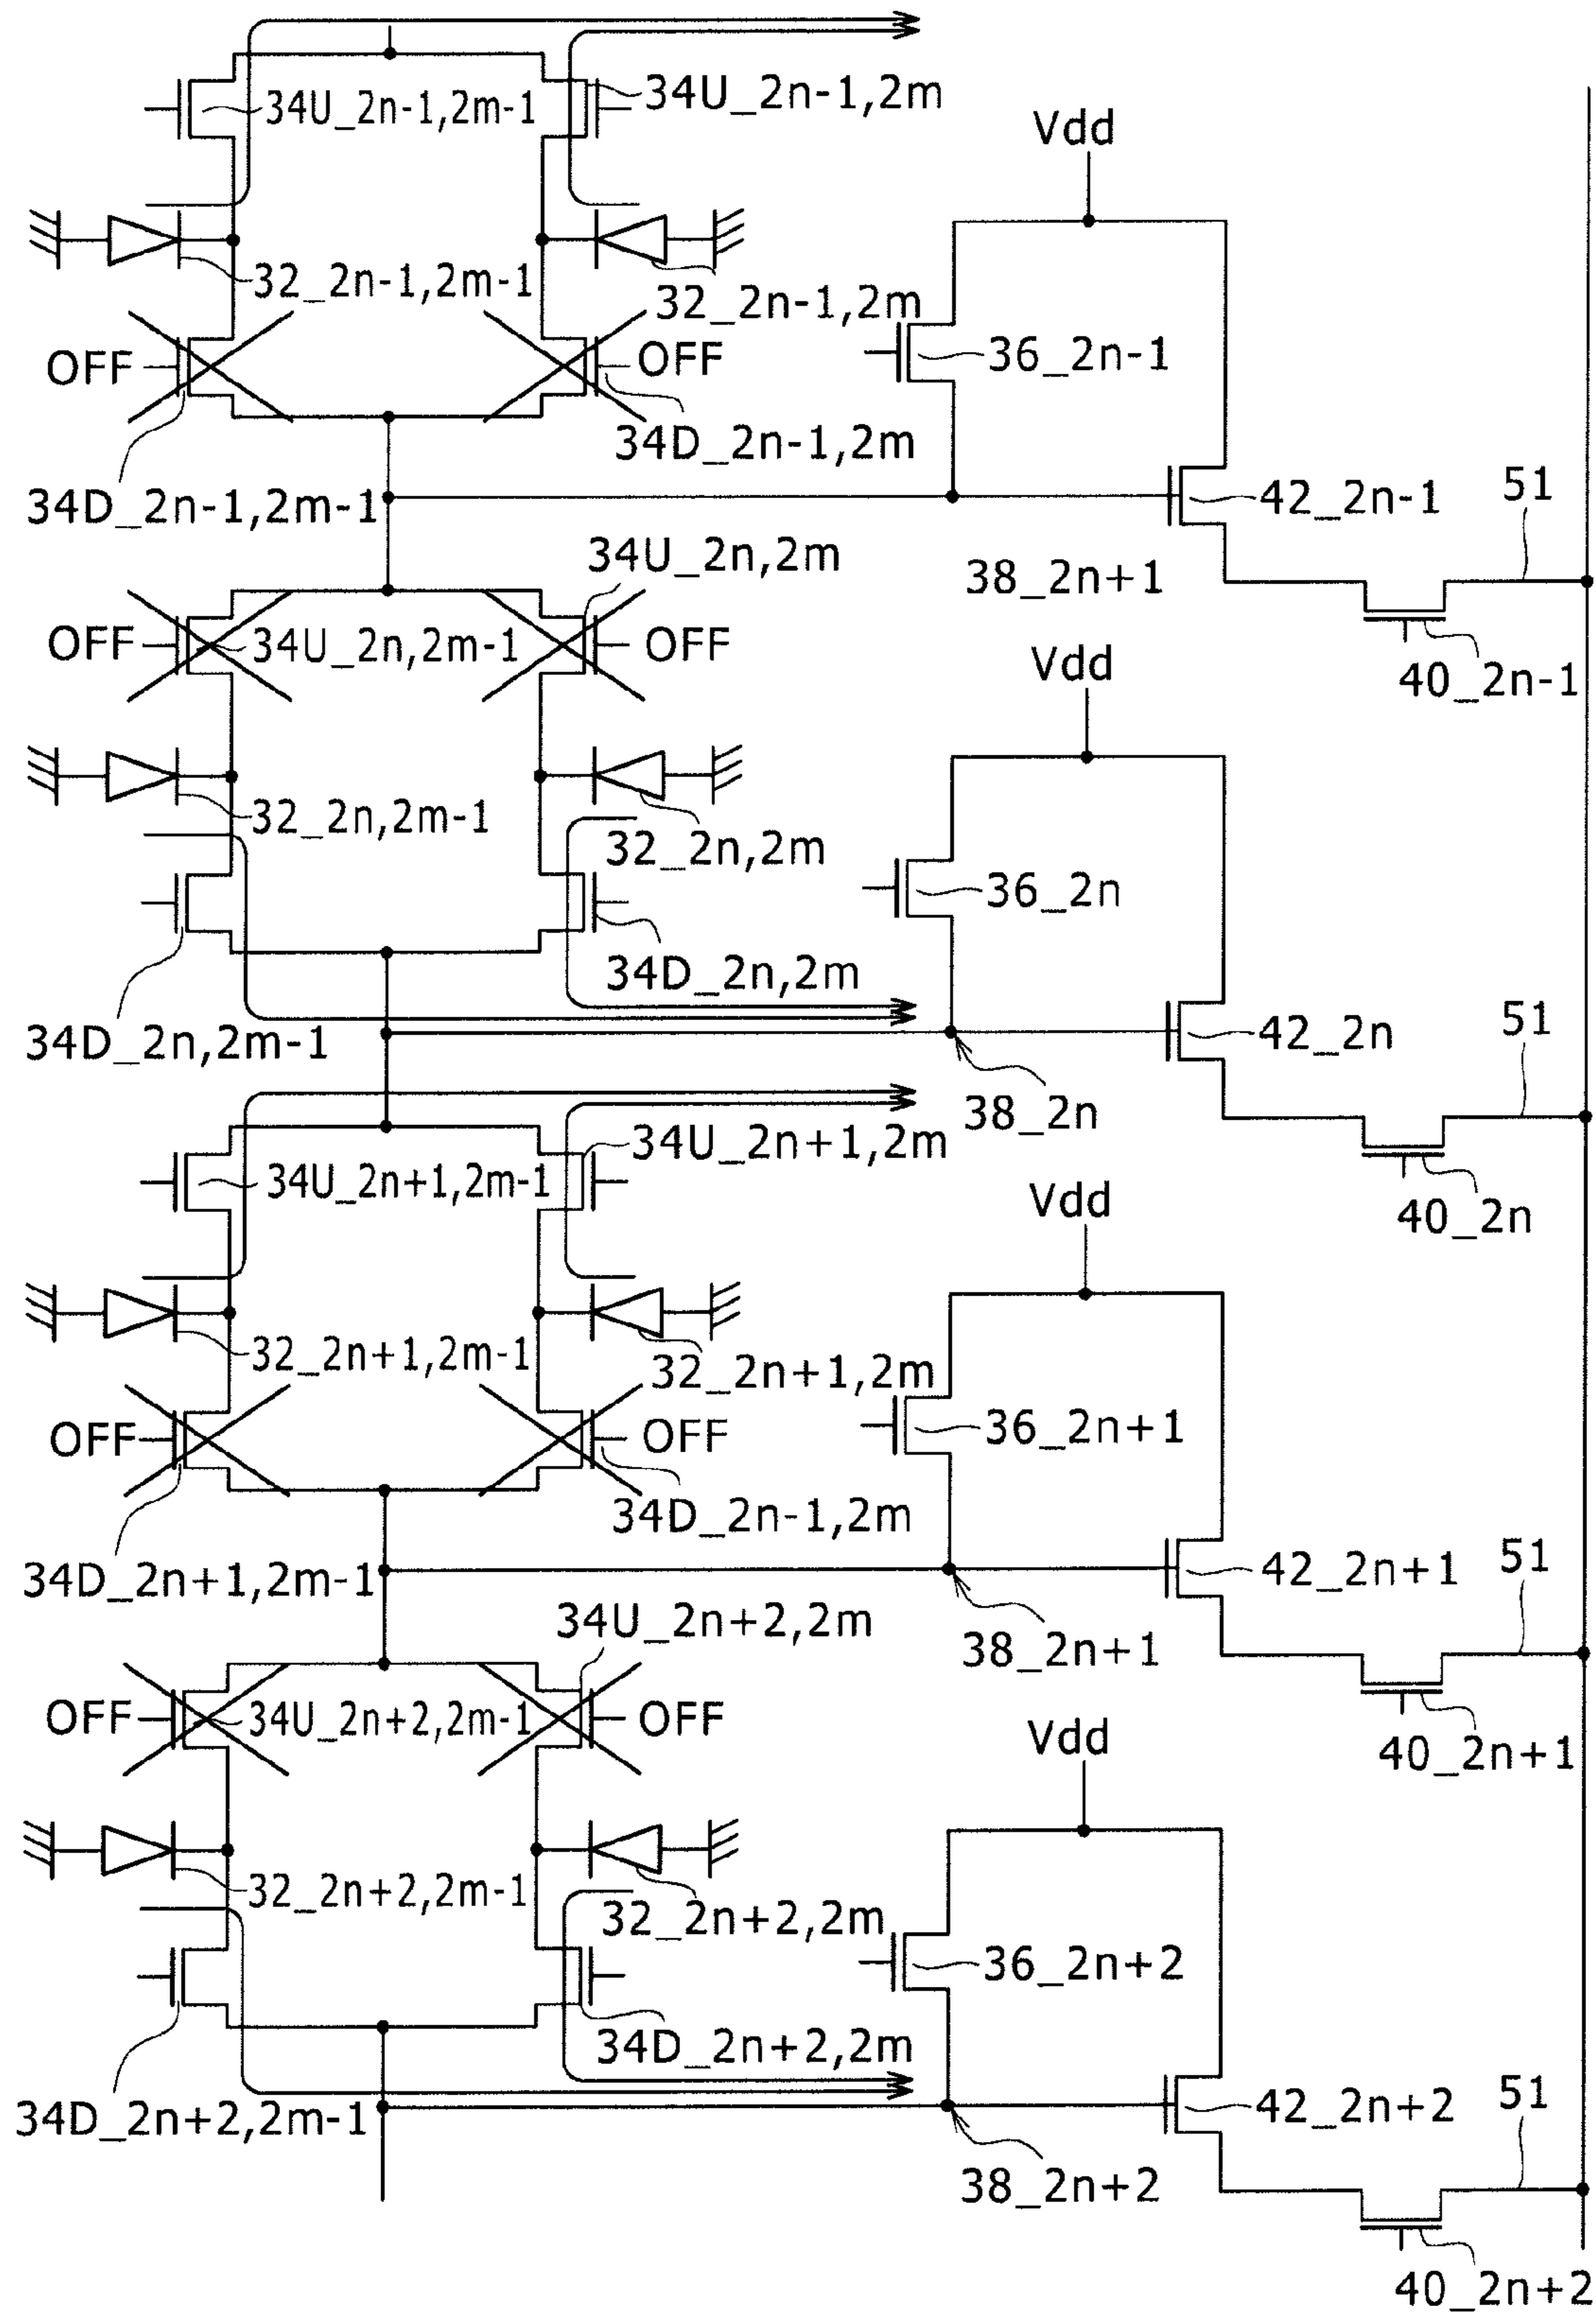 34U_2n-1,2m-1
34U_2n-1,2m
Vdd
32_2n-1,2m-1
32_2n-1,2m
OFF
OFF
36_2n-1
34D_2n-1,2m
34D_2n-1,2m-1
42_2n-1
51
34U_2n,2m
38_2n+1
OFF
34U_2n,2m-1
OFF
Vdd
40_2n-1
32_2n,2m-1
32_2n,2m
36_2n
34D_2n,2m
34D_2n,2m-1
42_2n
51
38_2n
34U_2n+1,2m
34U_2n+1,2m-1
Vdd
40_2n
32_2n+1,2m-1
32_2n+1,2m
OFF
OFF
36_2n+1
34D_2n-1,2m
34D_2n+1,2m-1
42_2n+1
51
34U_2n+2,2m
38_2n+1
OFF
34U_2n+2,2m-1
OFF
Vdd
40_2n+1
32_2n+2,2m-1
32_2n+2,2m
36_2n+2
34D_2n+2,2m
34D_2n+2,2m-1
42_2n+2
51
38_2n+2
40_2n+2